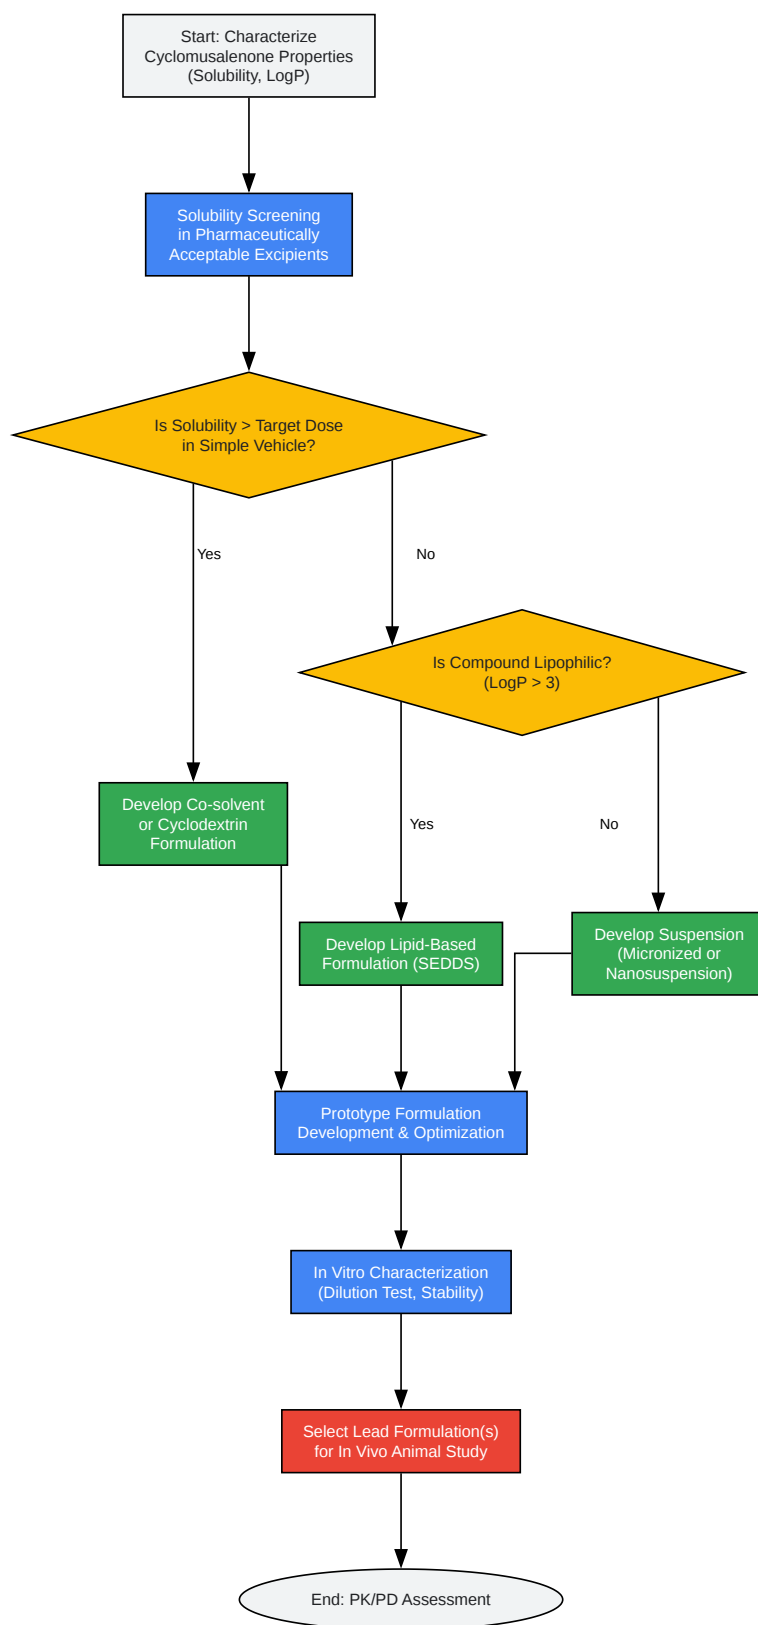 Start: Characterize
Cyclomusalenone Properties
(Solubility, LogP)
Solubility Screening
in Pharmaceutically
Acceptable Excipients
Is Solubility > Target Dose
in Simple Vehicle?
Yes
No
Is Compound Lipophilic?
(LogP > 3)
Develop Co-solvent
or Cyclodextrin
Formulation
Yes
No
Develop Lipid-Based
Formulation (SEDDS)
Develop Suspension
(Micronized or
Nanosuspension)
Prototype Formulation
Development & Optimization
In Vitro Characterization
(Dilution Test, Stability)
Select Lead Formulation(s)
for In Vivo Animal Study
End: PK/PD Assessment